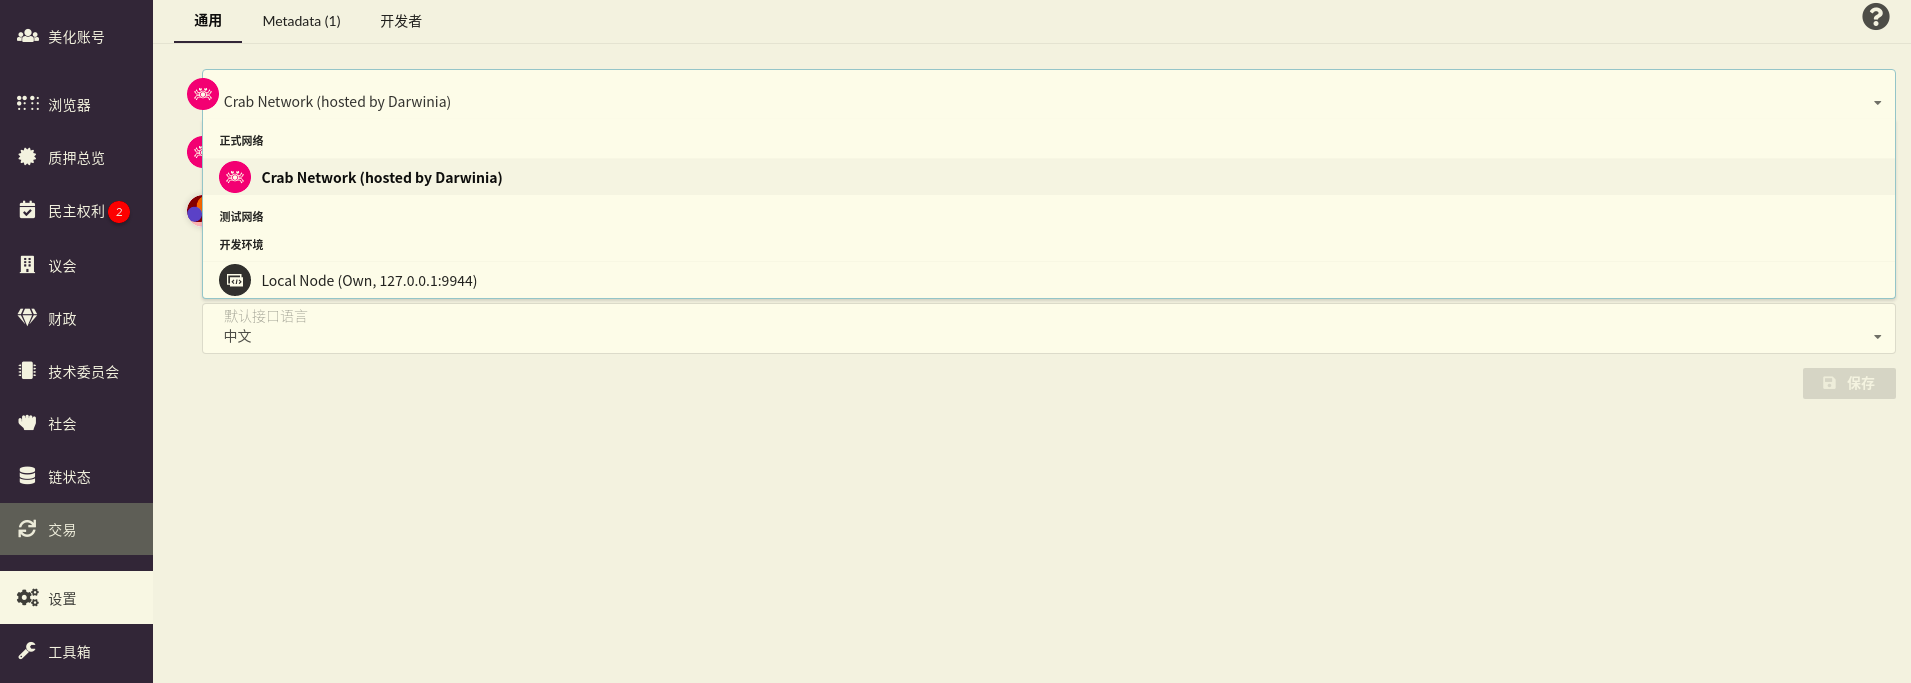 美化账号
浏览器
质押总览
民主权利 2
议会
财政
技术委员会
社会
链状态
交易
设置
工具箱
通用
Metadata (1)
开发者
Crab Network (hosted by Darwinia)
正式网络
Crab Network (hosted by Darwinia)
测试网络
开发环境
Local Node (Own, 127.0.0.1:9944)
默认接口语言
中文
保存